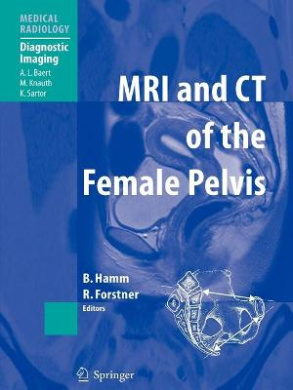 MEDICAL
RADIOLOGY
Diagnostic
Imaging
A. L. Baert
M. Knauth
K. Sartor
MRI and CT
of the
Female Pelvis
B. Hamm
R. Forstner
Editors
Springer